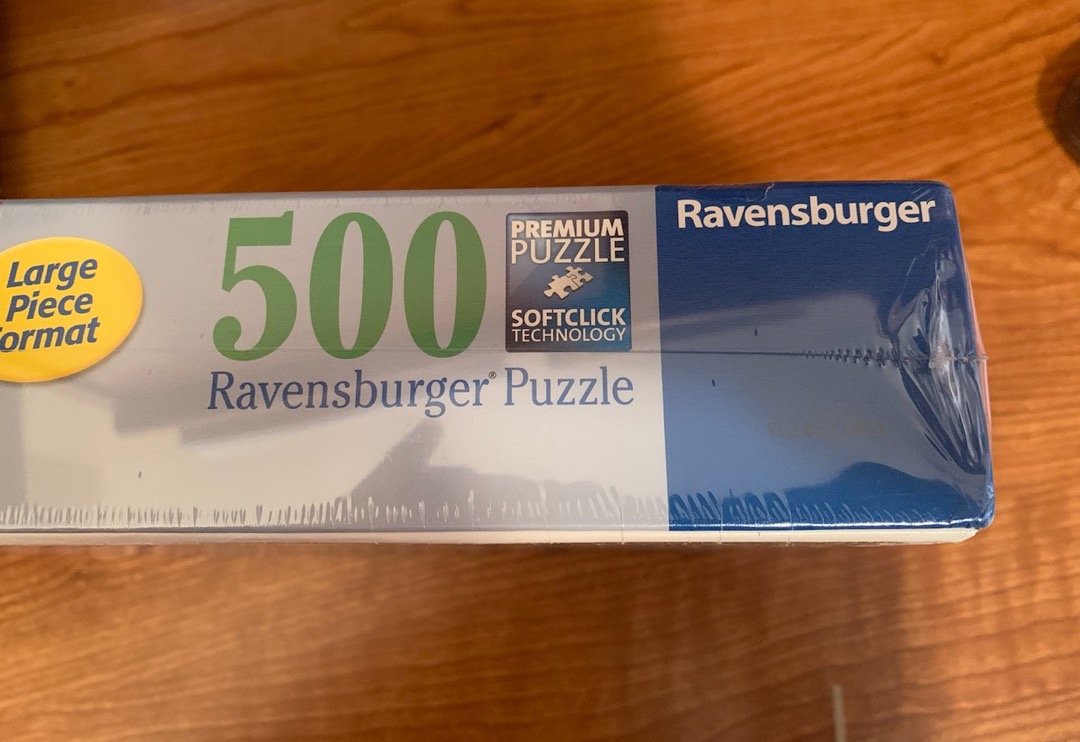 Large
Piece
ormat
500
PREMIUM
PUZZLE
SOFTCLICK
TECHNOLOGY
Ravensburger® Puzzle
Ravensburger